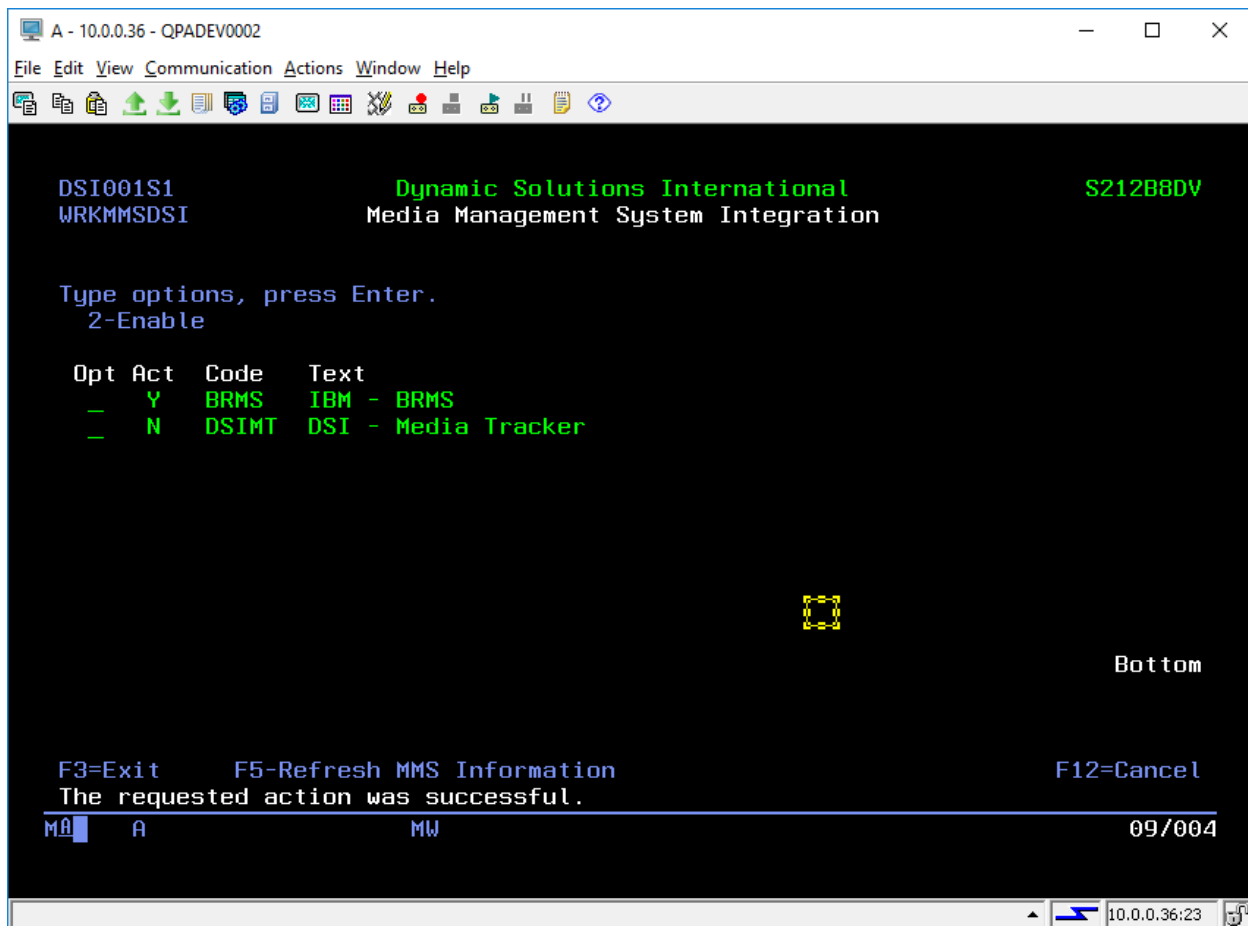 A - 10.0.0.36 - QPADEV0002
File Edit View Communication Actions Window Help
DSI001S1 Dynamic Solutions International S212B8DV
WRKMMSDSI Media Management System Integration
Type options, press Enter.
2-Enable
Opt Act Code Text
_ Y BRMS IBM - BRMS
_ N DSIMT DSI - Media Tracker
Bottom
F3=Exit F5-Refresh MMS Information F12=Cancel
The requested action was successful.
MA A MW 09/004
10.0.0.36:23